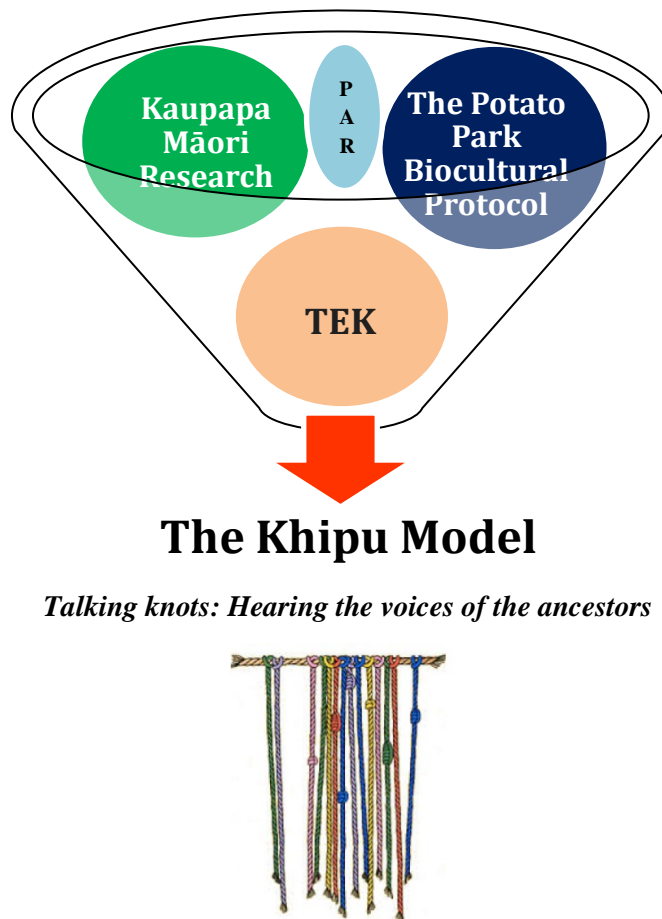 Kaupapa
Māori
Research
P
A
R
The Potato
Park
Biocultural
Protocol
TEK
The Khipu Model
Talking knots: Hearing the voices of the ancestors